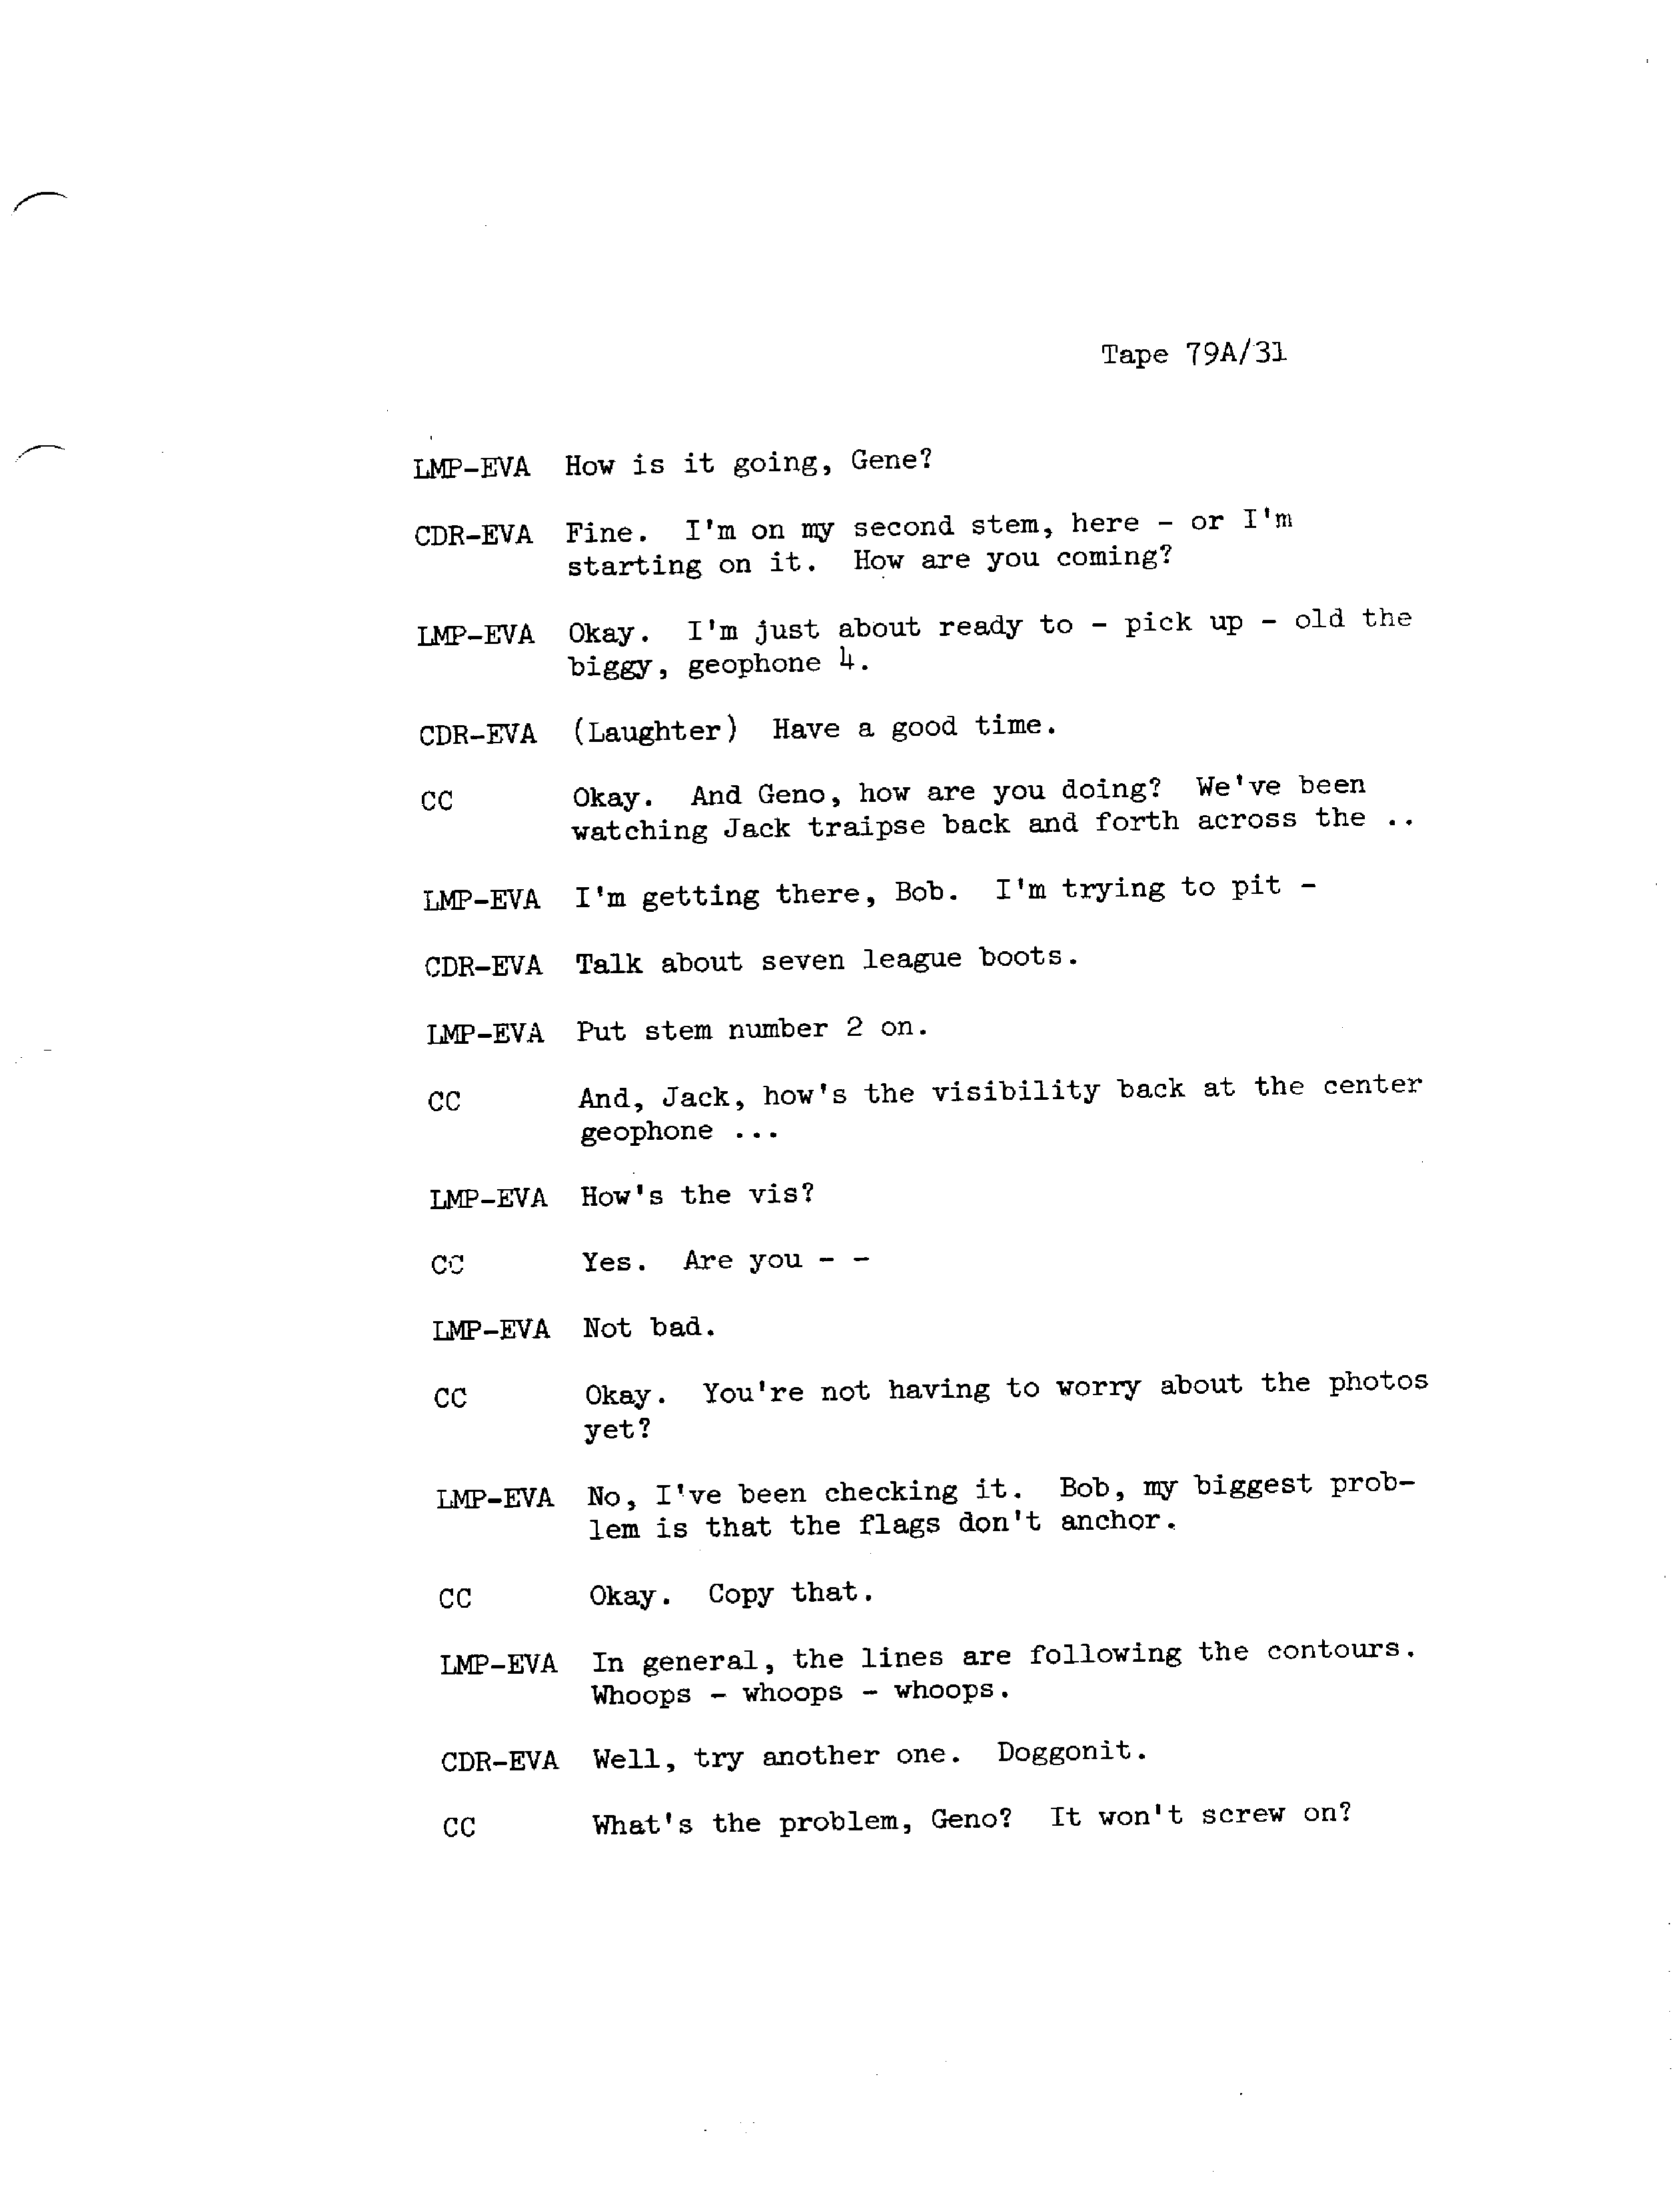 Tape 79A/31
LMP-EVA How is it going, Gene?
CDR-EVA Fine. I'm on my second stem, here - or I'm
starting on it. How are you coming?
LMP-EVA Okay. I'm just about ready to - pick up - old the
biggy, geophone 4.
CDR-EVA (Laughter) Have a good time.
CC Okay. And Geno, how are you doing? We've been
watching Jack traipse back and forth across the ..
LMP-EVA I'm getting there, Bob. I'm trying to pit -
CDR-EVA Talk about seven league boots.
LMP-EVA Put stem number 2 on.
CC And, Jack, how's the visibility back at the center
geophone ...
LMP-EVA How's the vis?
CC Yes. Are you - -
LMP-EVA Not bad.
CC Okay. You're not having to worry about the photos
yet?
LMP-EVA No, I've been checking it. Bob, my biggest prob-
lem is that the flags don't anchor.
CC Okay. Copy that.
LMP-EVA In general, the lines are following the contours.
Whoops - whoops - whoops.
CDR-EVA Well, try another one. Doggonit.
CC What's the problem, Geno? It won't screw on?